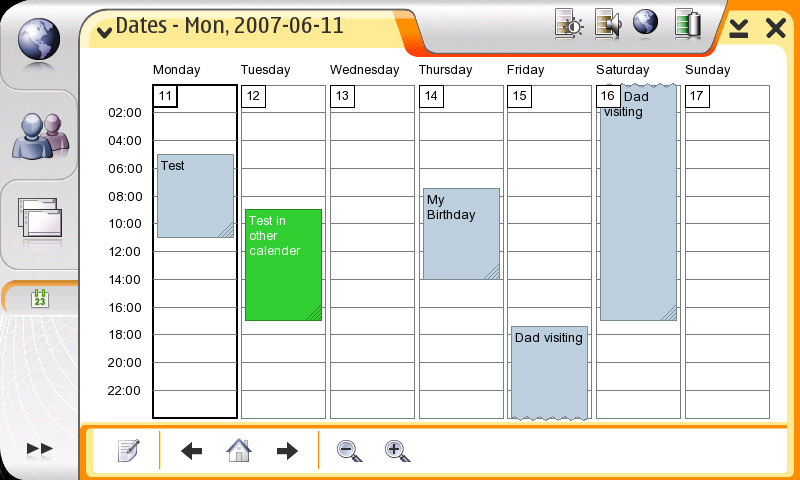 Dates - Mon, 2007-06-11
Monday
Tuesday
Wednesday
Thursday
Friday
Saturday
Sunday
11
12
13
14
15
16
17
02:00
04:00
06:00
08:00
10:00
12:00
14:00
16:00
18:00
20:00
22:00
Test
Test in
other
calender
My
Birthday
Dad visiting
Dad
visiting
23